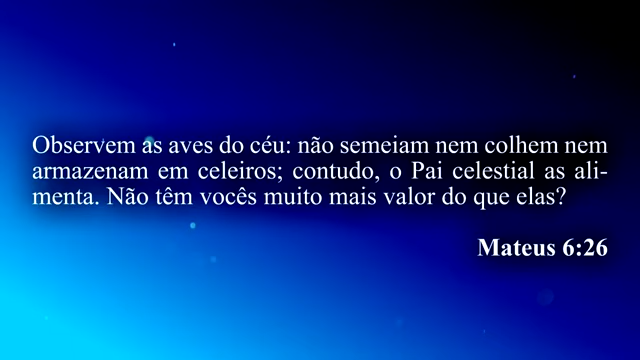 Observem as aves do céu: não semeiam nem colhem nem
armazenam em celeiros; contudo, o Pai celestial as ali-
menta. Não têm vocês muito mais valor do que elas?
Mateus 6:26